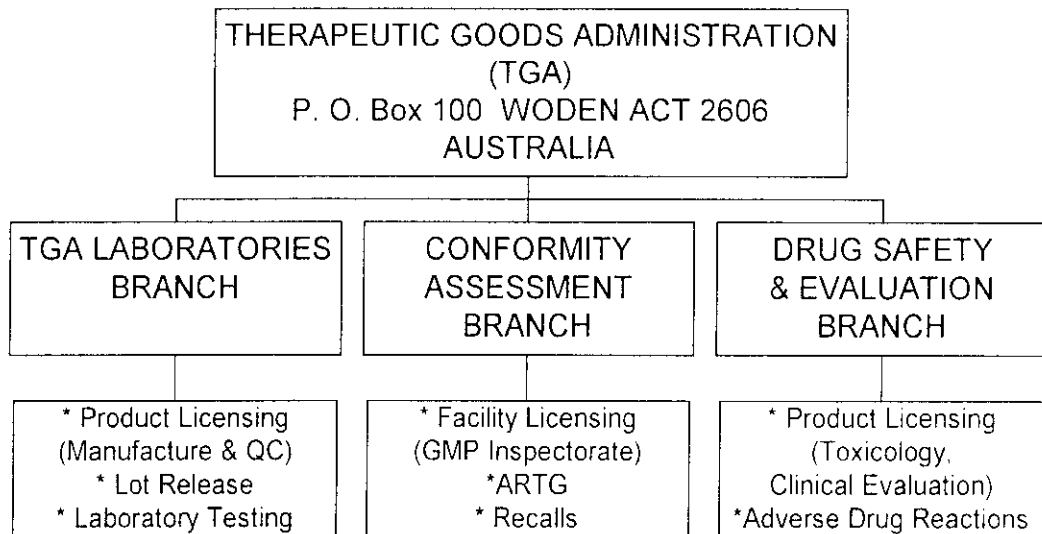 THERAPEUTIC GOODS ADMINISTRATION
(TGA)
P. O. Box 100 WODEN ACT 2606
AUSTRALIA
TGA LABORATORIES
BRANCH
CONFORMITY
ASSESSMENT
BRANCH
DRUG SAFETY
& EVALUATION
BRANCH
* Product Licensing
(Manufacture & QC)
* Lot Release
* Laboratory Testing
* Facility Licensing
(GMP Inspectorate)
*ARTG
* Recalls
* Product Licensing
(Toxicology,
Clinical Evaluation)
*Adverse Drug Reactions